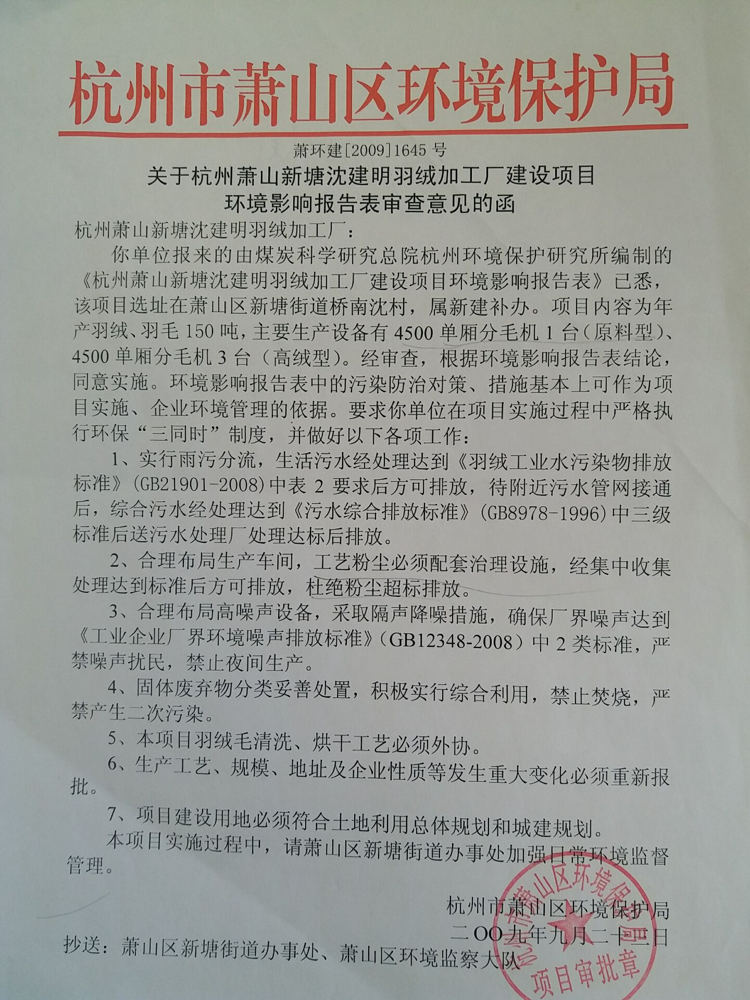 杭州市萧山区环境保护局
萧环建[2009]1645号
关于杭州萧山新塘沈建明羽绒加工厂建设项目
环境影响报告表审查意见的函
杭州萧山新塘沈建明羽绒加工厂：
你单位报来的由煤炭科学研究总院杭州环境保护研究所编制的
《杭州萧山新塘沈建明羽绒加工厂建设项目环境影响报告表》已悉，
该项目选址在萧山区新塘街道桥南沈村，属新建补办。项目内容为年
产羽绒、羽毛150吨，主要生产设备有4500单厢分毛机1台（原料型）、
4500单厢分毛机3台（高绒型）。经审查，根据环境影响报告表结论，
同意实施。环境影响报告表中的污染防治对策、措施基本上可作为项
目实施、企业环境管理的依据。要求你单位在项目实施过程中严格执
行环保“三同时”制度，并做好以下各项工作：
1、实行雨污分流，生活污水经处理达到《羽绒工业水污染物排放
标准》(GB21901-2008)中表2要求后方可排放，待附近污水管网接通
后，综合污水经处理达到《污水综合排放标准》(GB8978-1996)中三级
标准后送污水处理厂处理达标后排放。
2、合理布局生产车间，工艺粉尘必须配套治理设施，经集中收集
处理达到标准后方可排放，杜绝粉尘超标排放。
3、合理布局高噪声设备，采取隔声降噪措施，确保厂界噪声达到
《工业企业厂界环境噪声排放标准》（GB12348-2008）中2类标准，严
禁噪声扰民，禁止夜间生产。
4、固体废弃物分类妥善处置，积极实行综合利用，禁止焚烧，严
禁产生二次污染。
5、本项目羽绒毛清洗、烘干工艺必须外协。
6、生产工艺、规模、地址及企业性质等发生重大变化必须重新报
批。
7、项目建设用地必须符合土地利用总体规划和城建规划。
本项目实施过程中，请萧山区新塘街道办事处加强日常环境监督
管理。
杭州市萧山区环境保护局
二OO九年九月二十三日
抄送：萧山区新塘街道办事处、萧山区环境监察大队
杭州市萧山区环境保护局
项目审批章